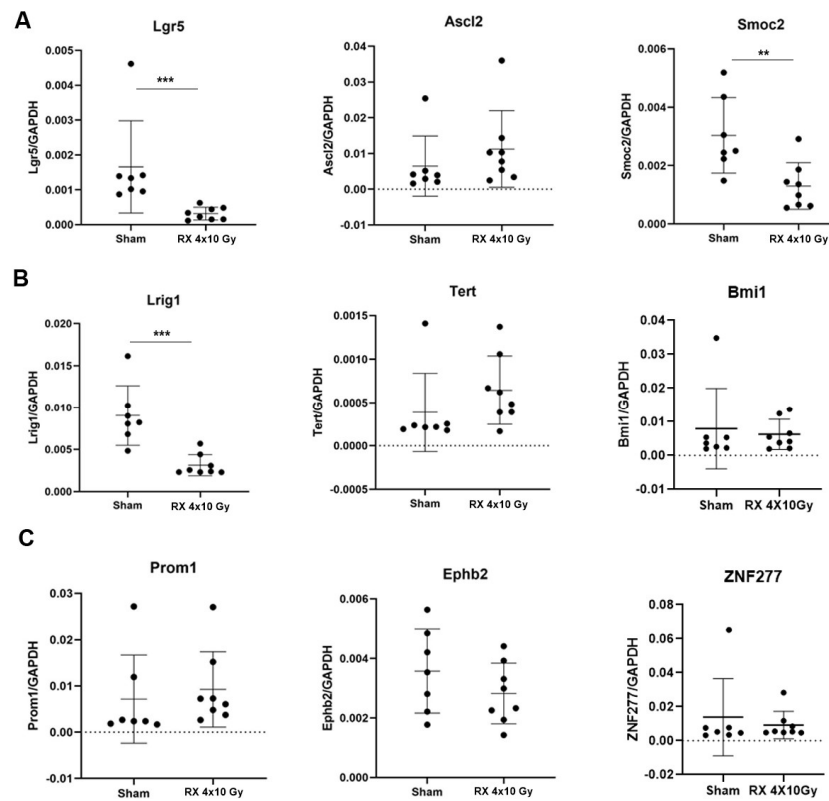 A
Lgr5
Lgr5/GAPDH
0.005
0.004
0.003
0.002
0.001
0.000
***
Sham
RX 4x10 Gy
Ascl2
Ascl2/GAPDH
0.04
0.03
0.02
0.01
0.00
-0.01
Sham
RX 4x10 Gy
Smoc2
Smoc2/GAPDH
0.006
0.004
0.002
0.000
**
Sham
RX 4x10 Gy
B
Lrig1
Lrig1/GAPDH
0.020
0.015
0.010
0.005
0.000
***
Sham
RX 4x10 Gy
Tert
Tert/GAPDH
0.0015
0.0010
0.0005
0.0000
-0.0005
Sham
RX 4x10 Gy
Bmi1
Bmi1/GAPDH
0.04
0.03
0.02
0.01
0.00
-0.01
Sham
RX 4X10Gy
C
Prom1
Prom1/GAPDH
0.03
0.02
0.01
0.00
-0.01
Sham
RX 4x10 Gy
Ephb2
Ephb2/GAPDH
0.006
0.004
0.002
0.000
Sham
RX 4x10 Gy
ZNF277
ZNF277/GAPDH
0.08
0.06
0.04
0.02
0.00
-0.02
Sham
RX 4X10Gy